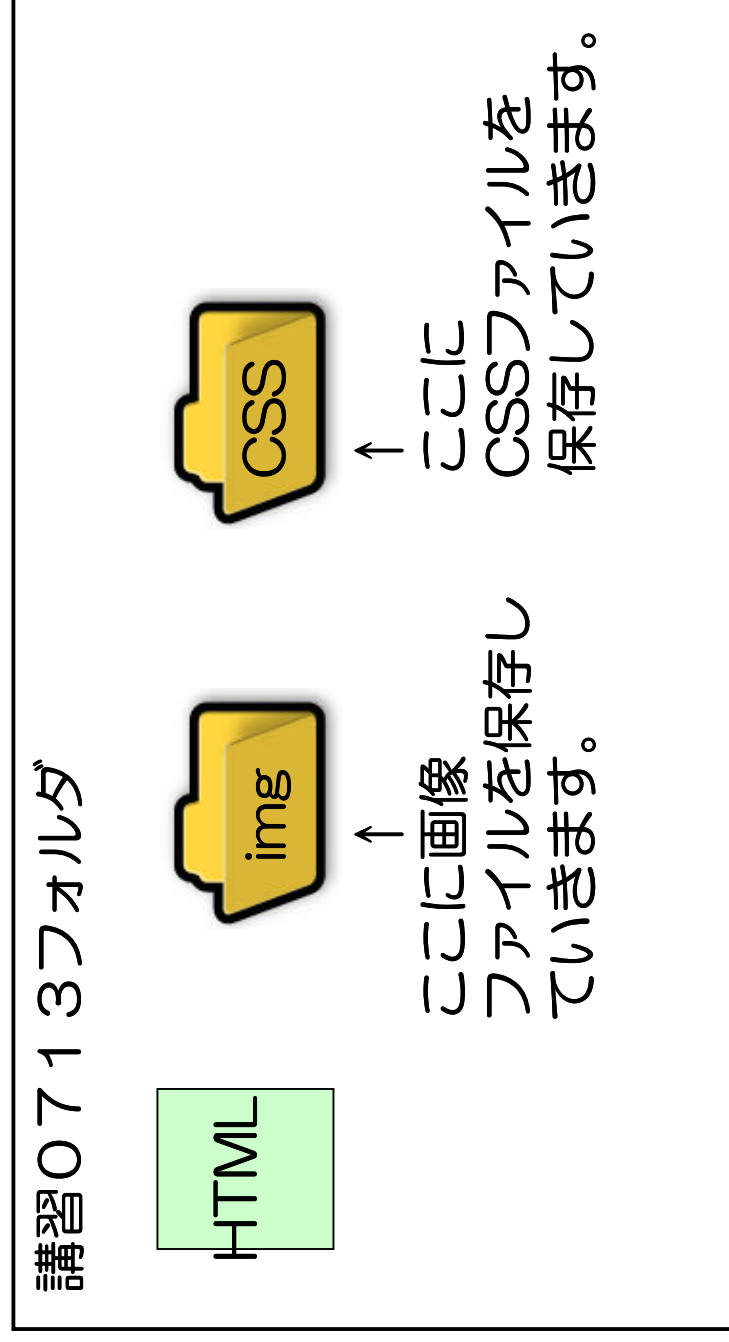 講習０７１３フォルダ
HTML
img
CSS
ここに画像
ファイルを保存し
ていきます。
ここに
CSSファイルを
保存していきます。